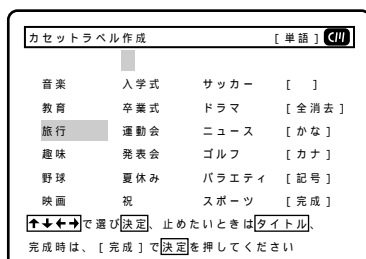 カセットラベル作成 [単語] CM
音楽 入学式 サッカー [ ]
教育 卒業式 ドラマ [全消去]
旅行 運動会 ニュース [かな]
趣味 発表会 ゴルフ [カナ]
野球 夏休み バラエティ [記号]
映画 祝 スポーツ [完成]
↑↓←→で選び決定、止めたいときはタイトル、
完成時は、[完成]で決定を押してください